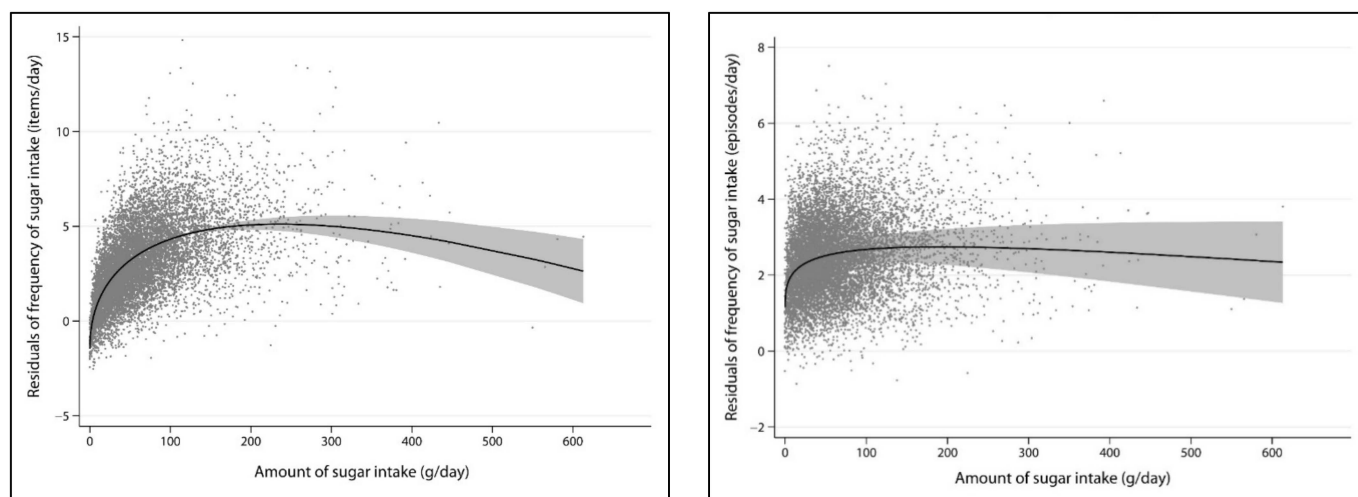 Residuals of frequency of sugar intake (items/day)
15
10
5
0
−5
0 100 200 300 400 500 600
Amount of sugar intake (g/day)
Residuals of frequency of sugar intake (episodes/day)
8
6
4
2
0
−2
0 100 200 300 400 500 600
Amount of sugar intake (g/day)